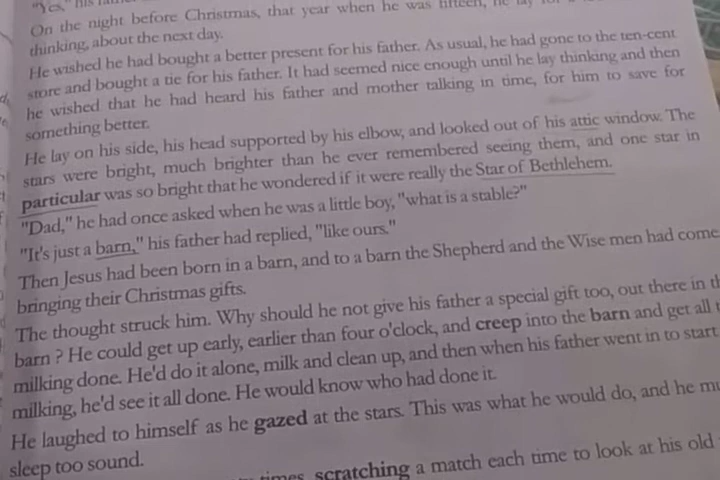 "Yes," his
On the night before Christmas, that year when he was fifteen, he lay for a
thinking, about the next day.
He wished he had bought a better present for his father. As usual, he had gone to the ten-cent
store and bought a tie for his father. It had seemed nice enough until he lay thinking and then
he wished that he had heard his father and mother talking in time, for him to save for
something better.
He lay on his side, his head supported by his elbow, and looked out of his attic window. The
stars were bright, much brighter than he ever remembered seeing them, and one star in
particular was so bright that he wondered if it were really the Star of Bethlehem.
"Dad," he had once asked when he was a little boy, "what is a stable?"
"It's just a barn," his father had replied, "like ours."
Then Jesus had been born in a barn, and to a barn the Shepherd and the Wise men had come
bringing their Christmas gifts.
The thought struck him. Why should he not give his father a special gift too, out there in
barn ? He could get up early, earlier than four o'clock, and creep into the barn and get all
milking done. He'd do it alone, milk and clean up, and then when his father went in to start
milking, he'd see it all done. He would know who had done it.
He laughed to himself as he gazed at the stars. This was what he would do, and he
sleep too sound.
times, scratching a match each time to look at his old